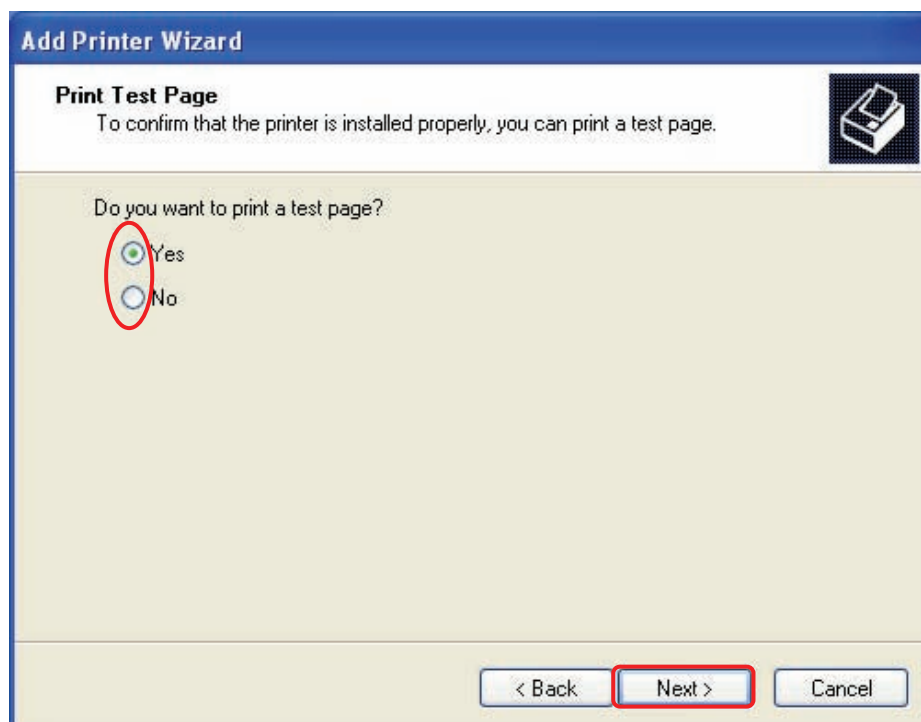 Add Printer Wizard
Print Test Page
To confirm that the printer is installed properly, you can print a test page.
Do you want to print a test page?
Yes
No
< Back Next > Cancel